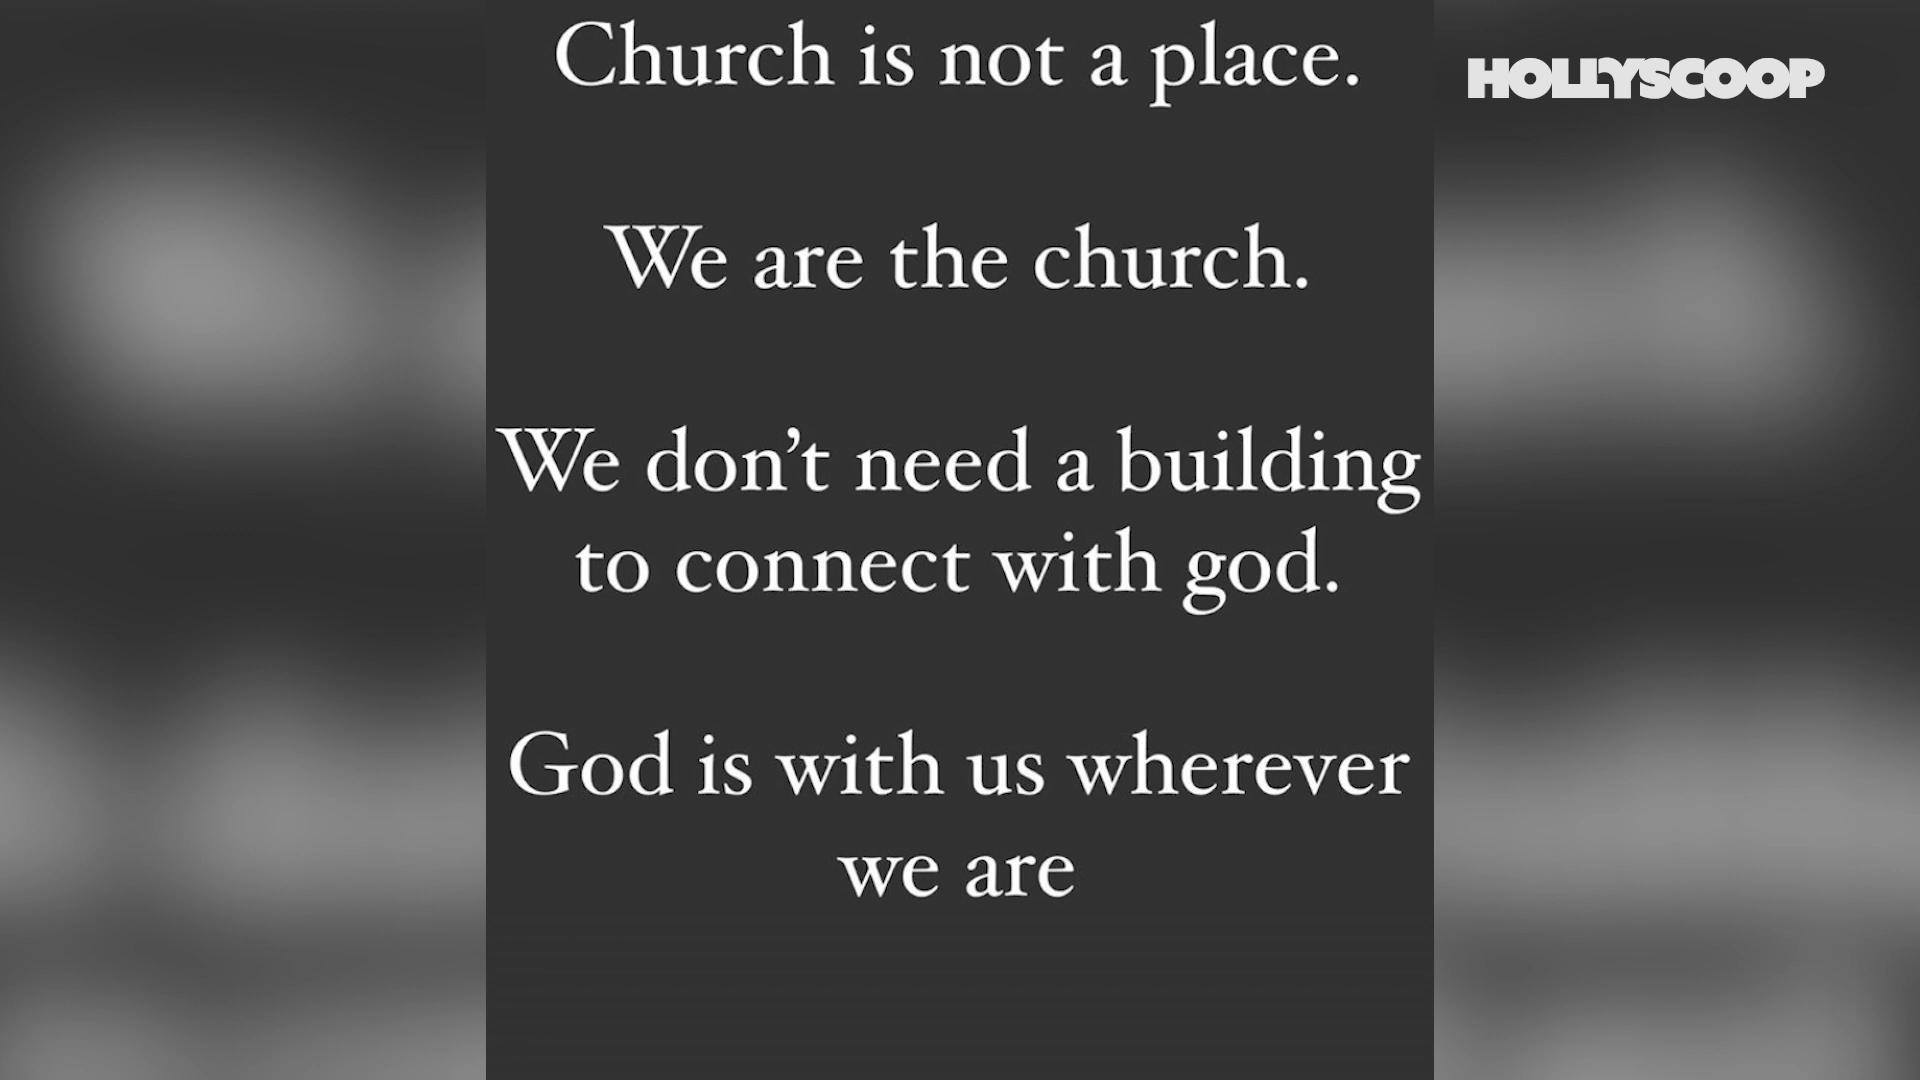 Church is not a place.
HOLLYSCOOP
We are the church.
We don't need a building
to connect with god.
God is with us wherever
we are